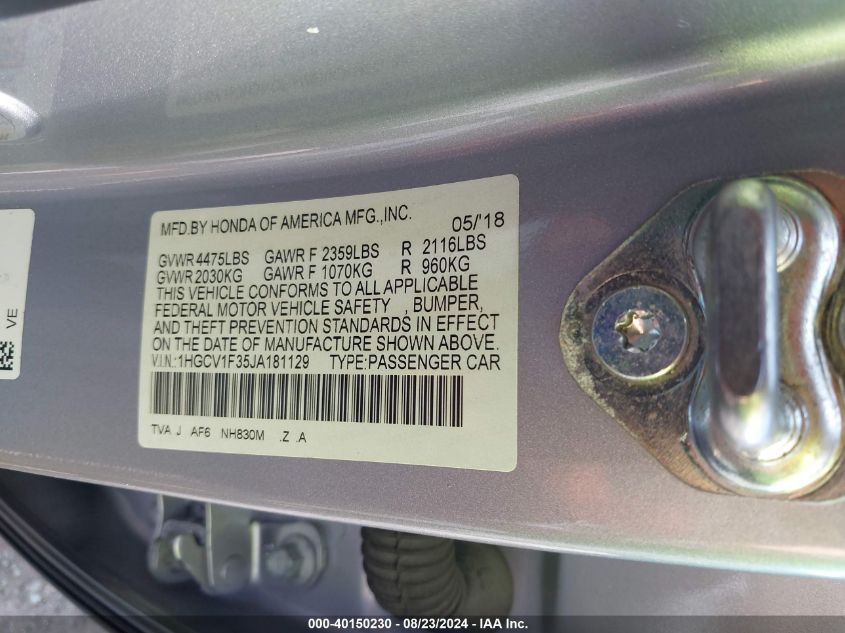 MFD.BY HONDA OF AMERICA MFG.,INC. 05/'18
GVWR 4475LBS GAWR F 2359LBS R 2116LBS
GVWR 2030KG GAWR F 1070KG R 960KG
THIS VEHICLE CONFORMS TO ALL APPLICABLE
FEDERAL MOTOR VEHICLE SAFETY , BUMPER,
AND THEFT PREVENTION STANDARDS IN EFFECT
ON THE DATE OF MANUFACTURE SHOWN ABOVE.
V.I.N.:1HGCV1F35JA181129 TYPE:PASSENGER CAR
TVA J AF6 NH830M .Z .A
VE
000-40150230 - 08/23/2024 - IAA Inc.